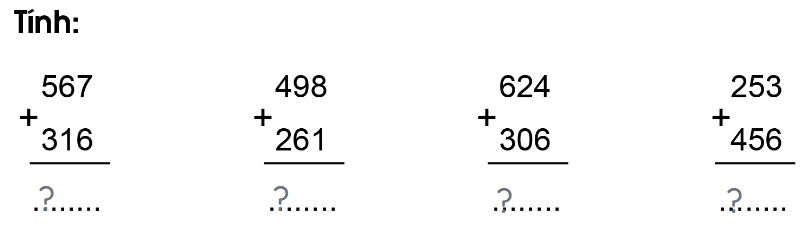 Tính:
567 498 624 253
+ + + +
316 261 306 456
.?...... .?...... .?...... .?......